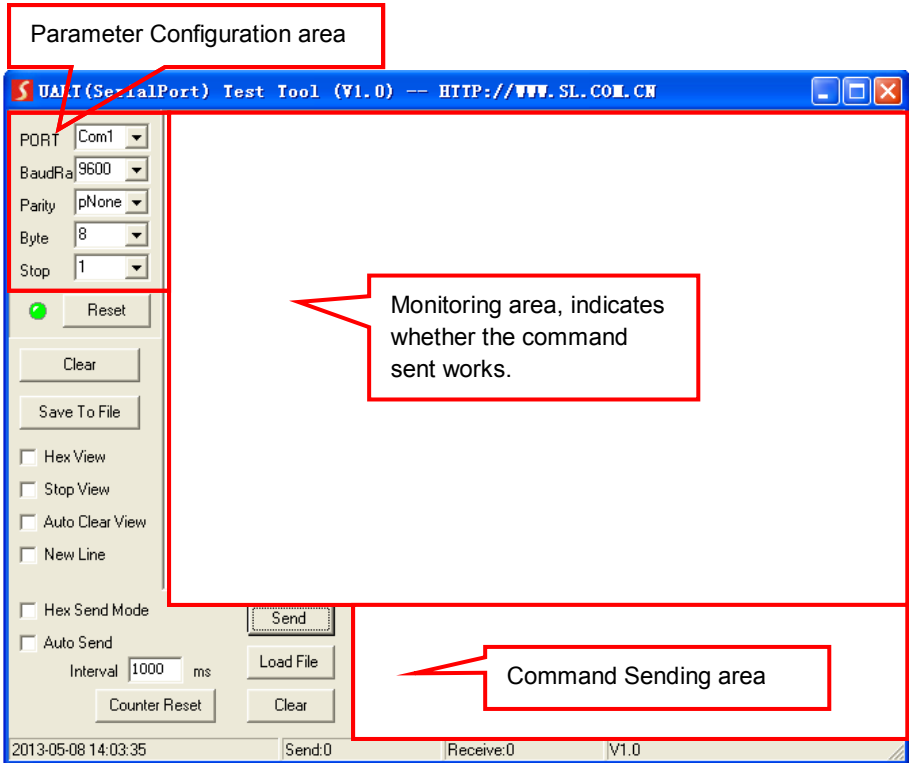 Parameter Configuration area
UART(SerialPort) Test Tool (V1.0) -- HTTP://WWW.SL.COM.CN
PORT Com1
BaudRa 9600
Parity pNone
Byte 8
Stop 1
Reset
Monitoring area, indicates
whether the command
sent works.
Clear
Save To File
Hex View
Stop View
Auto Clear View
New Line
Hex Send Mode
Send
Auto Send
Interval 1000 ms
Load File
Command Sending area
Counter Reset
Clear
2013-05-08 14:03:35 Send:0 Receive:0 V1.0